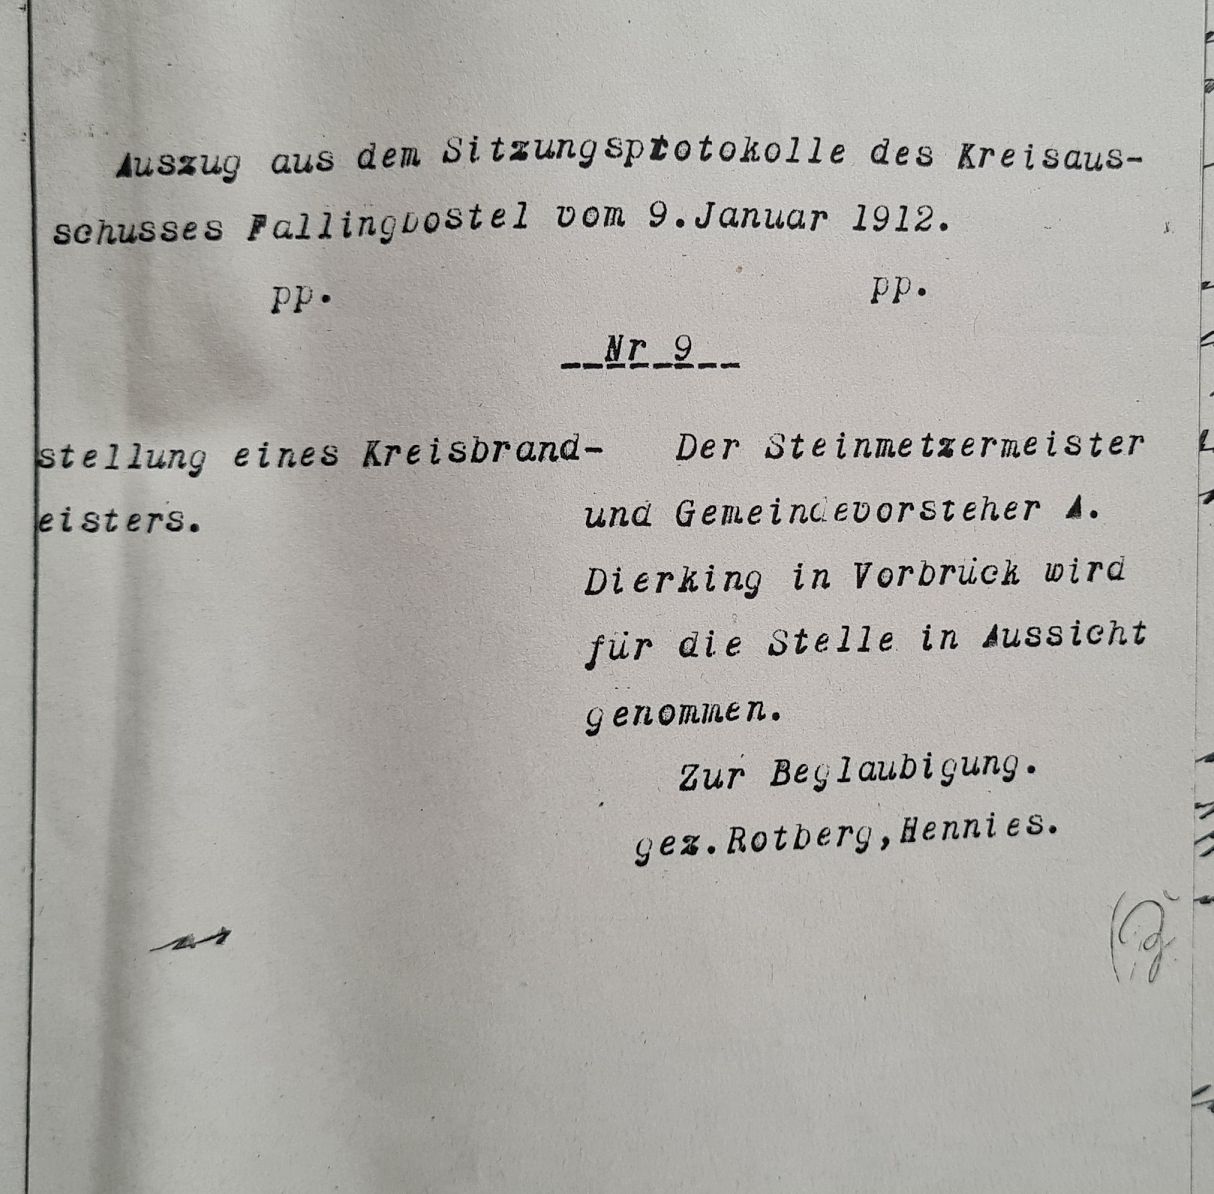 Auszug aus dem Sitzungsprotokolle des Kreisaus-
schusses Fallingbostel vom 9.Januar 1912.
pp. pp.
Nr 9
stellung eines Kreisbrand-
eisters.
Der Steinmetzermeister
und Gemeindevorsteher A.
Dierking in Vorbrück wird
für die Stelle in Aussicht
genommen.
Zur Beglaubigung.
gez.Rotberg,Hennies.